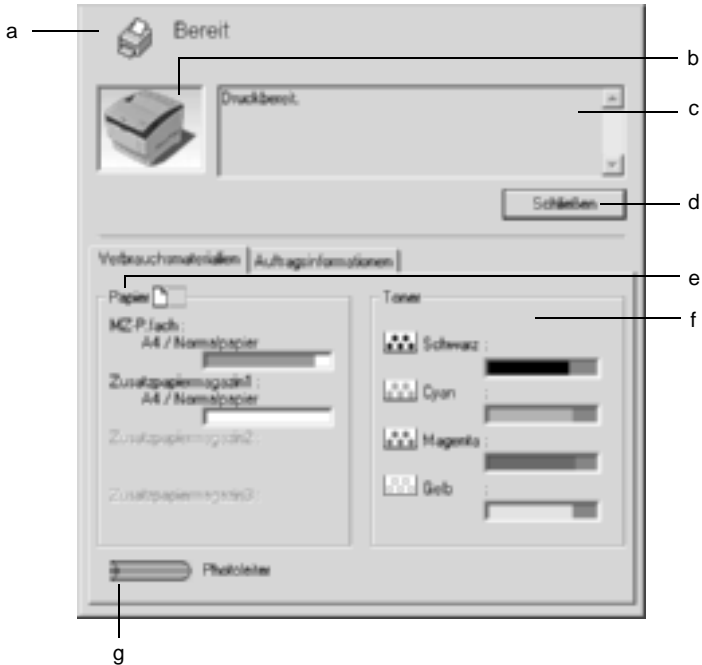 a
Bereit
b
Druckbereit.
c
Schließen
d
Verbrauchsmaterialien Auftragsinformationen
e
Papier
Toner
f
MZ-P.fach :
A4 / Normalpapier
Schwarz :
Zusatzpapiermagazin1 :
A4 / Normalpapier
Cyan :
Zusatzpapiermagazin2 :
Magenta :
Zusatzpapiermagazin3 :
Gelb :
Photoleiter
g